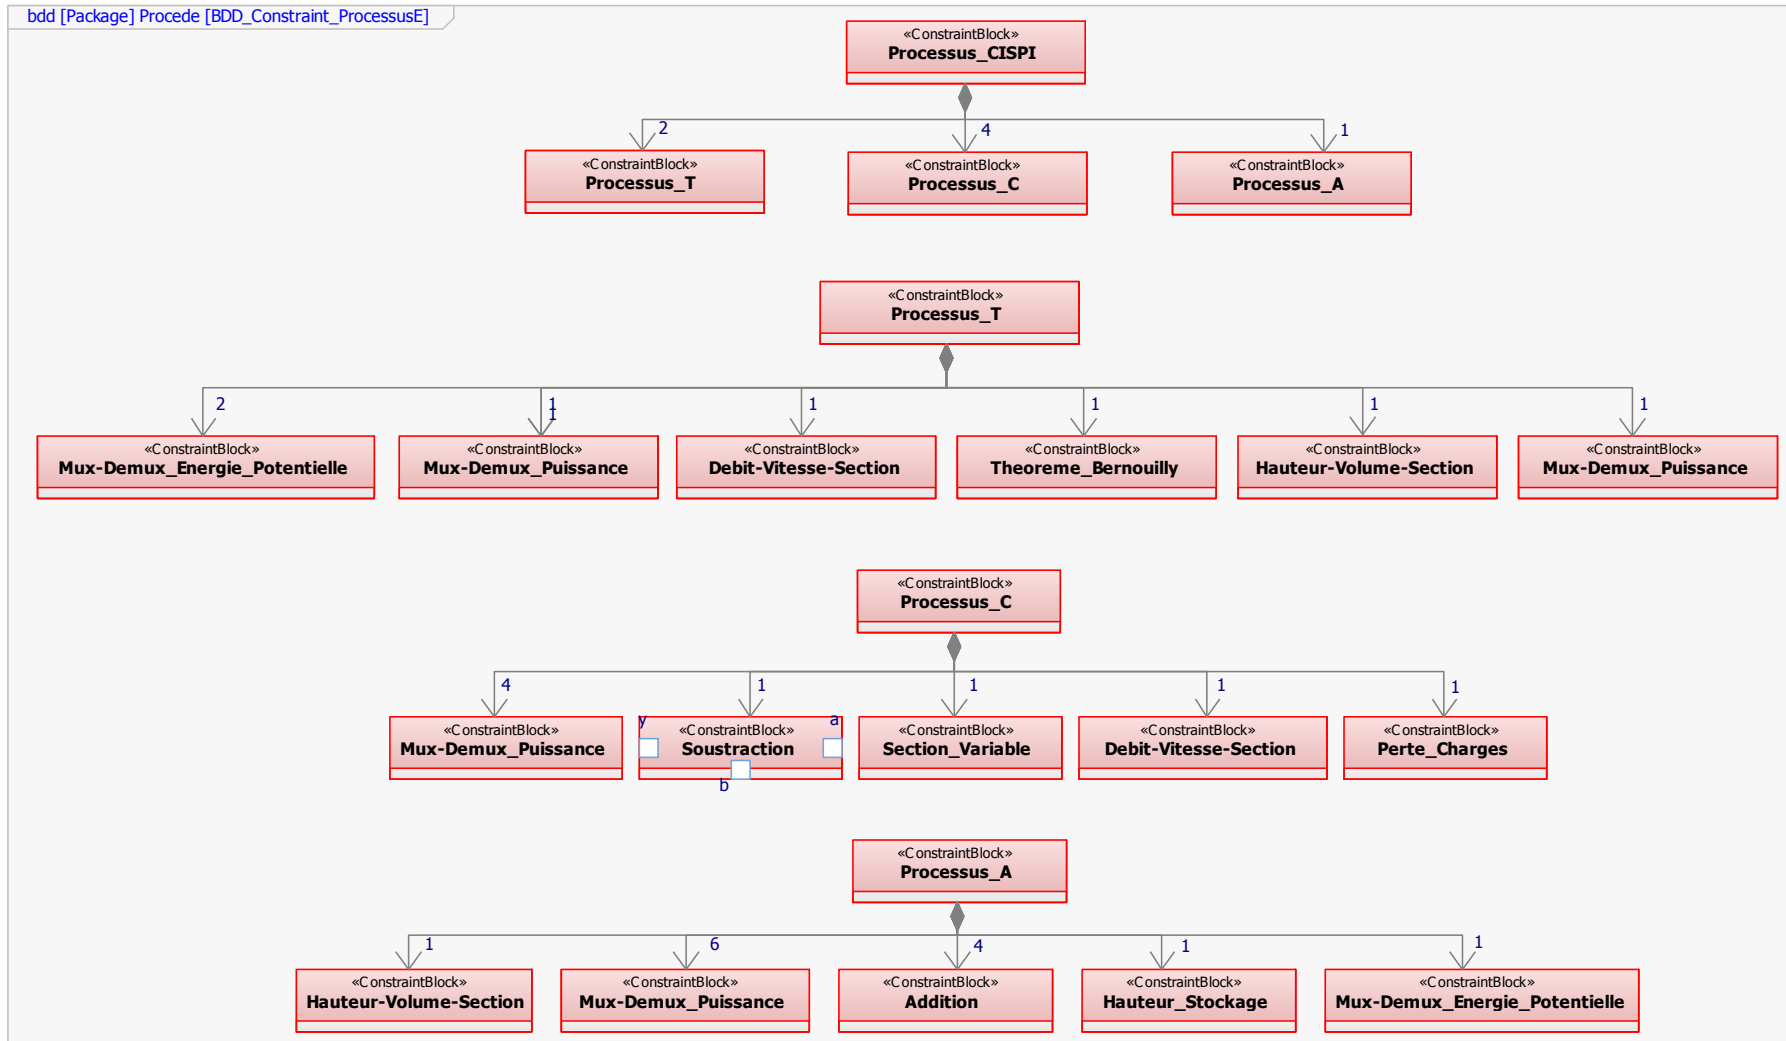 bdd [Package] Procede [BDD_Constraint_ProcessusE]
«ConstraintBlock»
Processus_CISPI
2 4 1
«ConstraintBlock» «ConstraintBlock» «ConstraintBlock»
Processus_T Processus_C Processus_A
«ConstraintBlock»
Processus_T
2 1 1 1 1 1
1
«ConstraintBlock» «ConstraintBlock» «ConstraintBlock» «ConstraintBlock» «ConstraintBlock» «ConstraintBlock»
Mux-Demux_Energie_Potentielle Mux-Demux_Puissance Debit-Vitesse-Section Theoreme_Bernouilly Hauteur-Volume-Section Mux-Demux_Puissance
«ConstraintBlock»
Processus_C
4 1 1 1 1
y a
«ConstraintBlock» «ConstraintBlock» «ConstraintBlock» «ConstraintBlock» «ConstraintBlock»
Mux-Demux_Puissance Soustraction Section_Variable Debit-Vitesse-Section Perte_Charges
b
«ConstraintBlock»
Processus_A
1 6 4 1 1
«ConstraintBlock» «ConstraintBlock» «ConstraintBlock» «ConstraintBlock» «ConstraintBlock»
Hauteur-Volume-Section Mux-Demux_Puissance Addition Hauteur_Stockage Mux-Demux_Energie_Potentielle